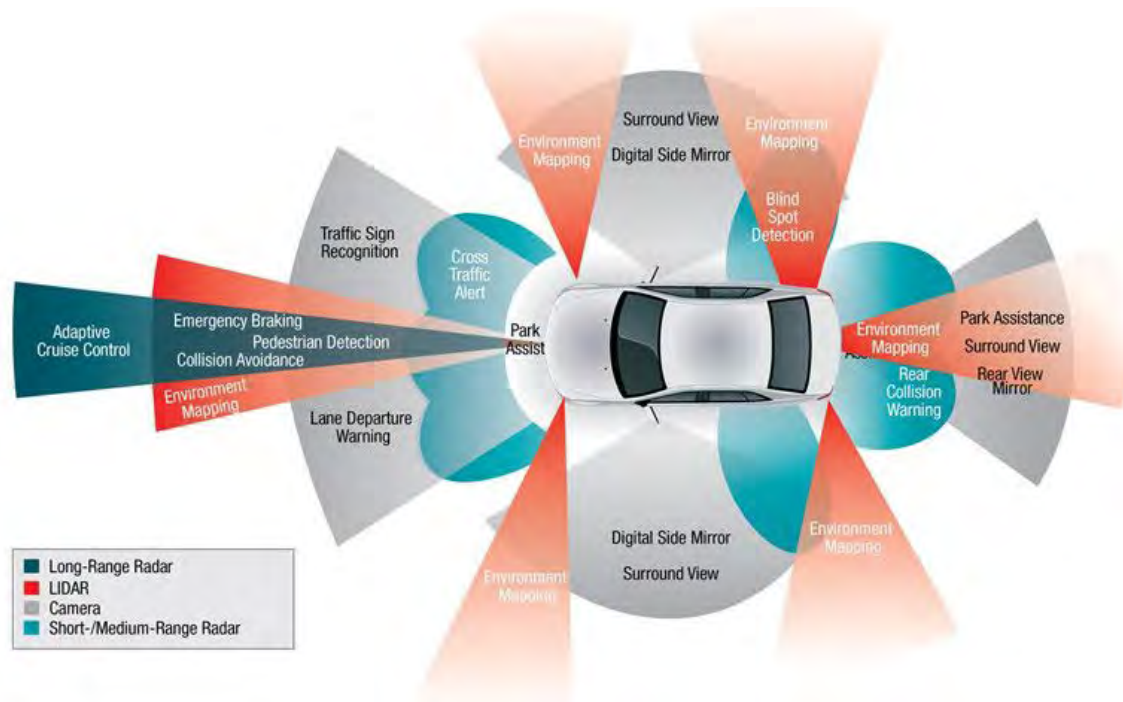 Environment
Mapping
Surround View
Digital Side Mirror
Environment
Mapping
Blind
Spot
Detection
Traffic Sign
Recognition
Cross
Traffic
Alert
Adaptive
Cruise Control
Emergency Braking
Pedestrian Detection
Collision Avoidance
Environment
Mapping
Park
Assist
Lane Departure
Warning
Environment
Mapping
Rear
Collision
Warning
Park Assistance
Surround View
Rear View
Mirror
Environment
Mapping
Digital Side Mirror
Surround View
Environment
Mapping
Long-Range Radar
LIDAR
Camera
Short-/Medium-Range Radar